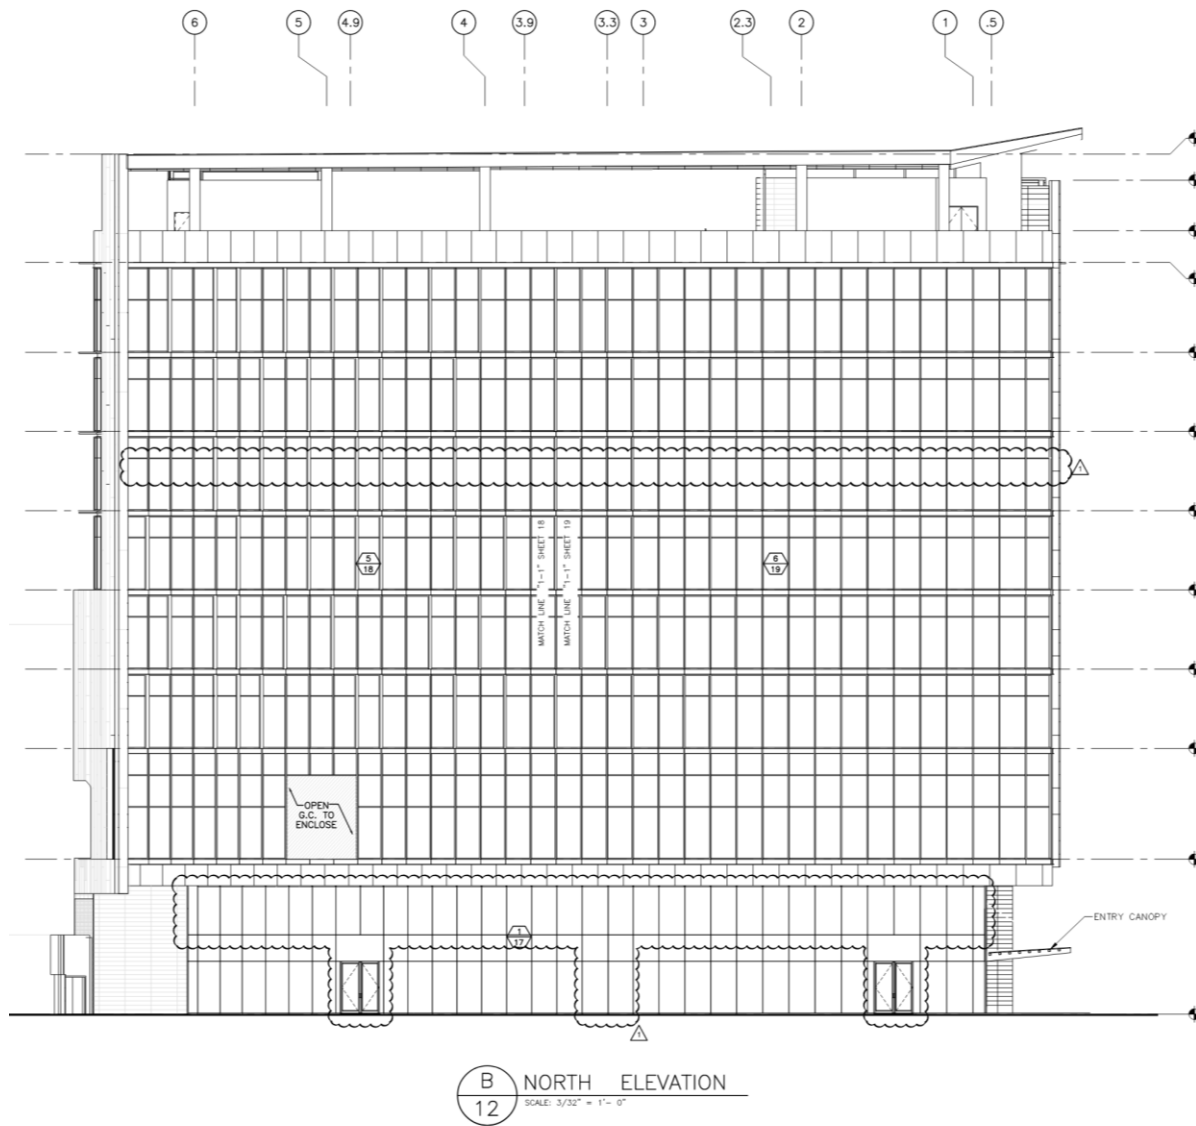 6 5 4.9 4 3.9 3.3 3 2.3 2 1 .5
1
5
18
MATCH LINE "1-1" SHEET 18
MATCH LINE "1-1" SHEET 19
6
19
OPEN
G.C. TO
ENCLOSE
1
17
ENTRY CANOPY
1
B
12
NORTH ELEVATION
SCALE: 3/32" = 1'- 0"